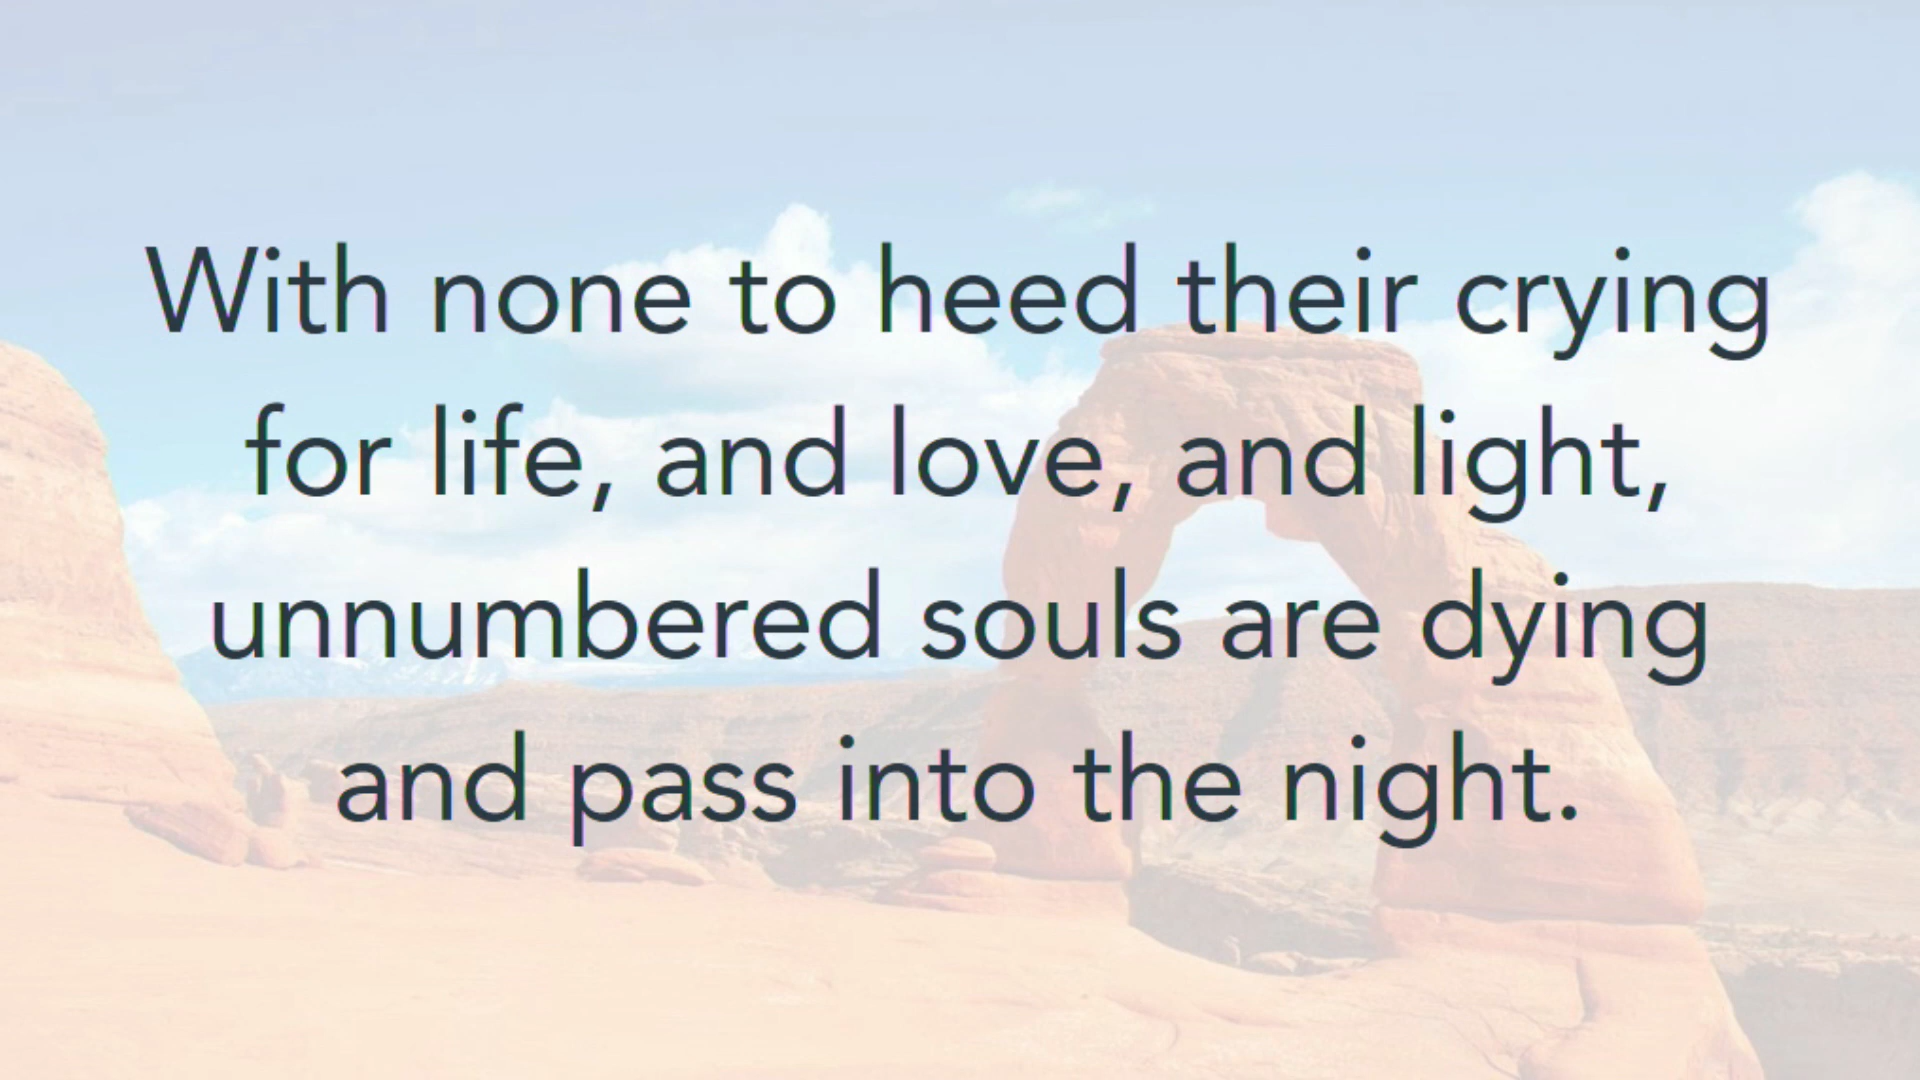 With none to heed their crying
for life, and love, and light,
unnumbered souls are dying
and pass into the night.